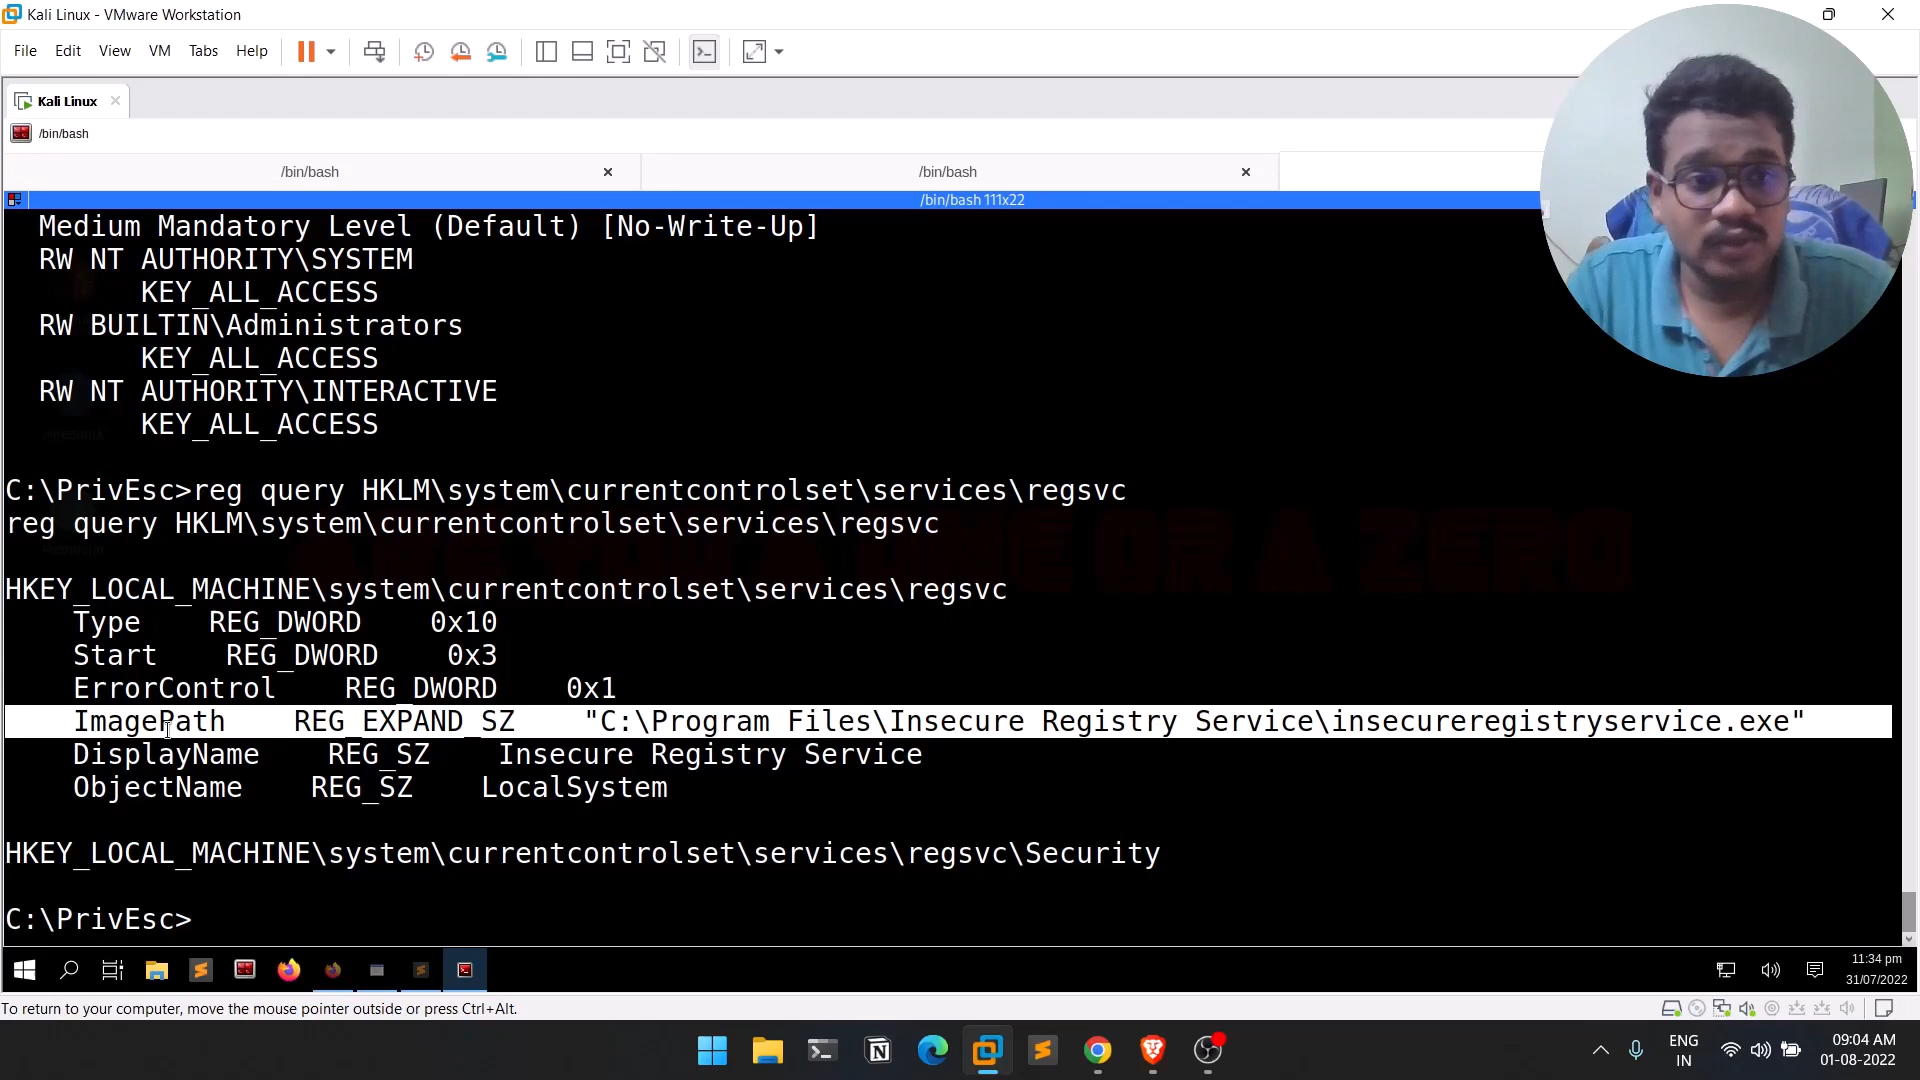 Kali Linux - VMware Workstation
File Edit View VM Tabs Help
Kali Linux
/bin/bash
/bin/bash /bin/bash
/bin/bash 111x22
Medium Mandatory Level (Default) [No-Write-Up]
RW NT AUTHORITY\SYSTEM
KEY_ALL_ACCESS
RW BUILTIN\Administrators
KEY_ALL_ACCESS
RW NT AUTHORITY\INTERACTIVE
KEY_ALL_ACCESS
C:\PrivEsc>reg query HKLM\system\currentcontrolset\services\regsvc
reg query HKLM\system\currentcontrolset\services\regsvc
HKEY_LOCAL_MACHINE\system\currentcontrolset\services\regsvc
Type REG_DWORD 0x10
Start REG_DWORD 0x3
ErrorControl REG_DWORD 0x1
ImagePath REG_EXPAND_SZ "C:\Program Files\Insecure Registry Service\insecureregistryservice.exe"
DisplayName REG_SZ Insecure Registry Service
ObjectName REG_SZ LocalSystem
HKEY_LOCAL_MACHINE\system\currentcontrolset\services\regsvc\Security
C:\PrivEsc>
11:34 pm
31/07/2022
To return to your computer, move the mouse pointer outside or press Ctrl+Alt.
ENG
IN
09:04 AM
01-08-2022